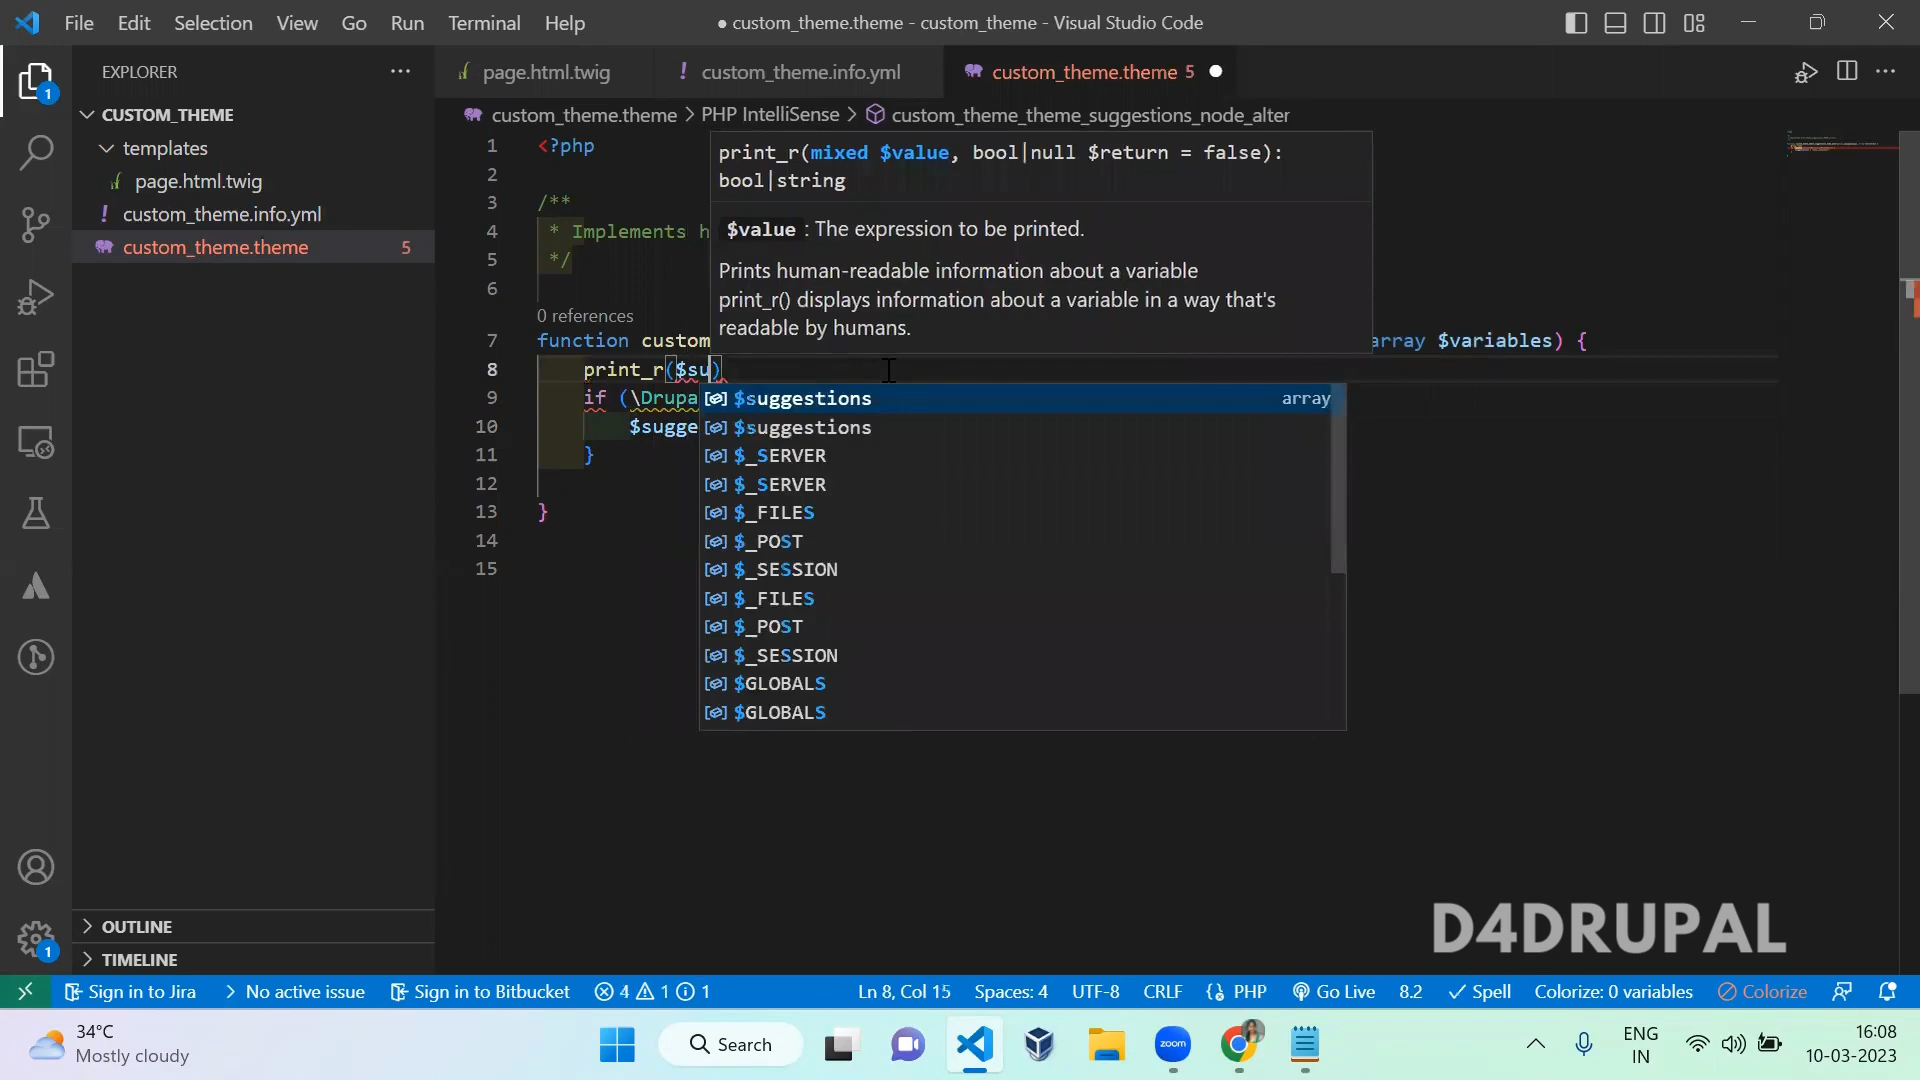 File Edit Selection View Go Run Terminal Help
● custom_theme.theme - custom_theme - Visual Studio Code
EXPLORER
page.html.twig
! custom_theme.info.yml
custom_theme.theme 5
CUSTOM_THEME
templates
page.html.twig
! custom_theme.info.yml
custom_theme.theme 5
custom_theme.theme > PHP IntelliSense > custom_theme_theme_suggestions_node_alter
1 <?php
2
3 /**
4 * Implements h
5 */
6
0 references
7 function custom array $variables) {
8 print_r($su)
9 if (\Drupa
10 $sugge
11 }
12
13 }
14
15
print_r(mixed $value, bool|null $return = false):
bool|string
$value : The expression to be printed.
Prints human-readable information about a variable
print_r() displays information about a variable in a way that's
readable by humans.
$suggestions array
$suggestions
$_SERVER
$_SERVER
$_FILES
$_POST
$_SESSION
$_FILES
$_POST
$_SESSION
$GLOBALS
$GLOBALS
1
1
D4DRUPAL
OUTLINE
TIMELINE
Sign in to Jira No active issue Sign in to Bitbucket 4 1 1 Ln 8, Col 15 Spaces: 4 UTF-8 CRLF PHP Go Live 8.2 Spell Colorize: 0 variables Colorize
34°C
Mostly cloudy
Search
zoom
ENG
IN
16:08
10-03-2023